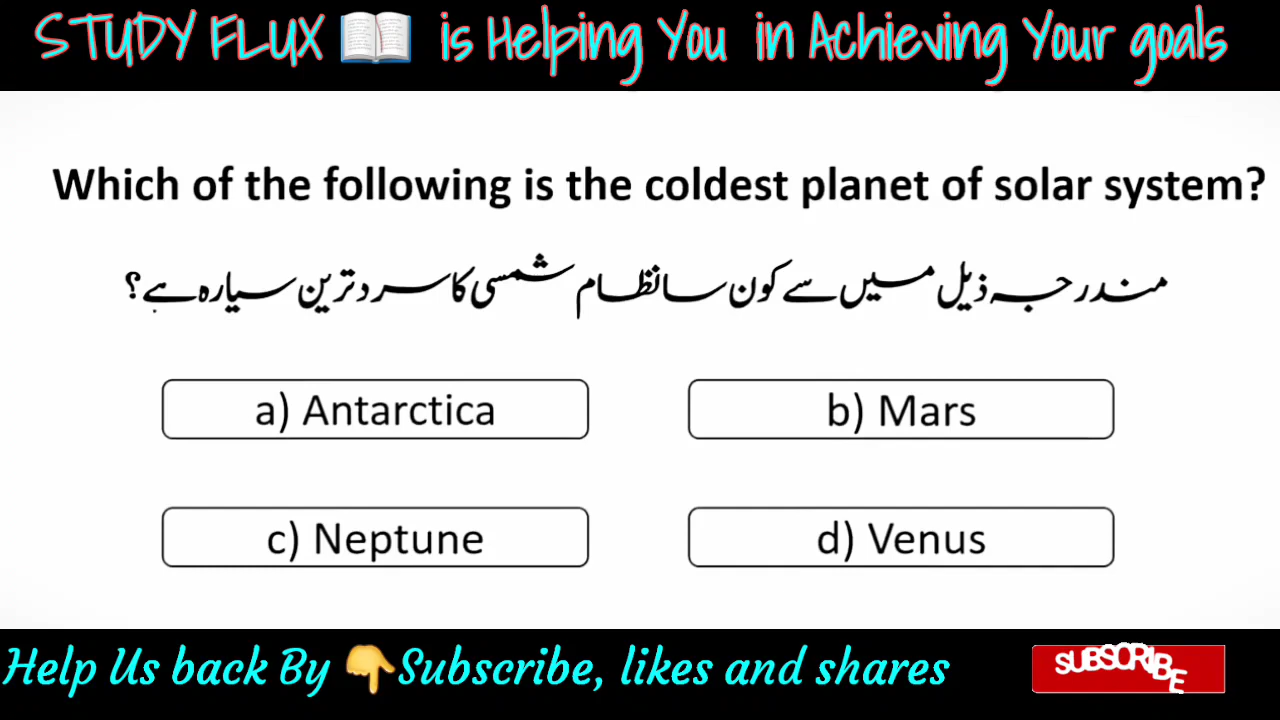 STUDY FLUX 📖 is Helping You in Achieving Your goals
Which of the following is the coldest planet of solar system?
مندرجہ ذیل میں سے کون سا نظام شمسی کا سرد ترین سیارہ ہے؟
a) Antarctica
b) Mars
c) Neptune
d) Venus
Help Us back By 👇 Subscribe, likes and shares
SUBSCRIBE